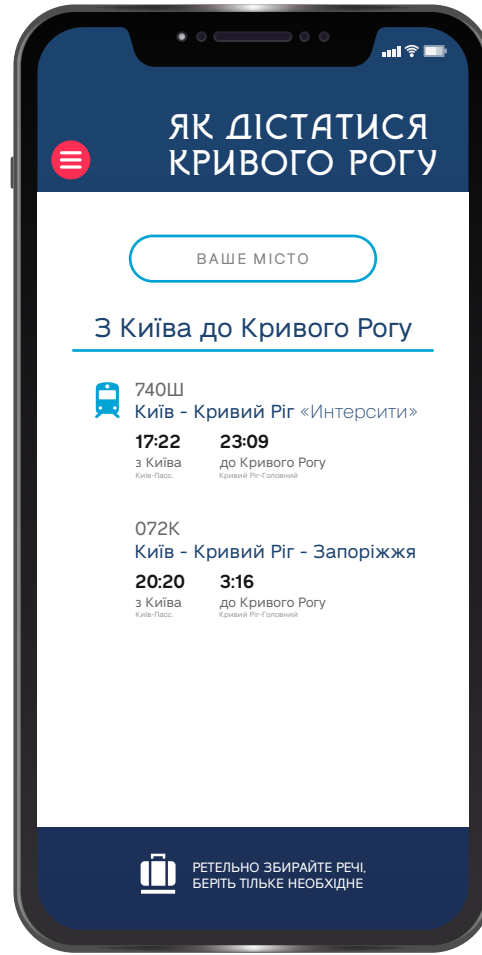 ЯК ДІСТАТИСЯ
КРИВОГО РОГУ
ВАШЕ МІСТО
З Київа до Кривого Рогу
740Ш
Київ - Кривий Ріг «Интерсити»
17:22 23:09
з Київа до Кривого Рогу
Київ-Пасс. Кривий Ріг-Головний
072К
Київ - Кривий Ріг - Запоріжжя
20:20 3:16
з Київа до Кривого Рогу
Київ-Пасс. Кривий Ріг-Головний
РЕТЕЛЬНО ЗБИРАЙТЕ РЕЧІ,
БЕРІТЬ ТІЛЬКЕ НЕОБХІДНЕ